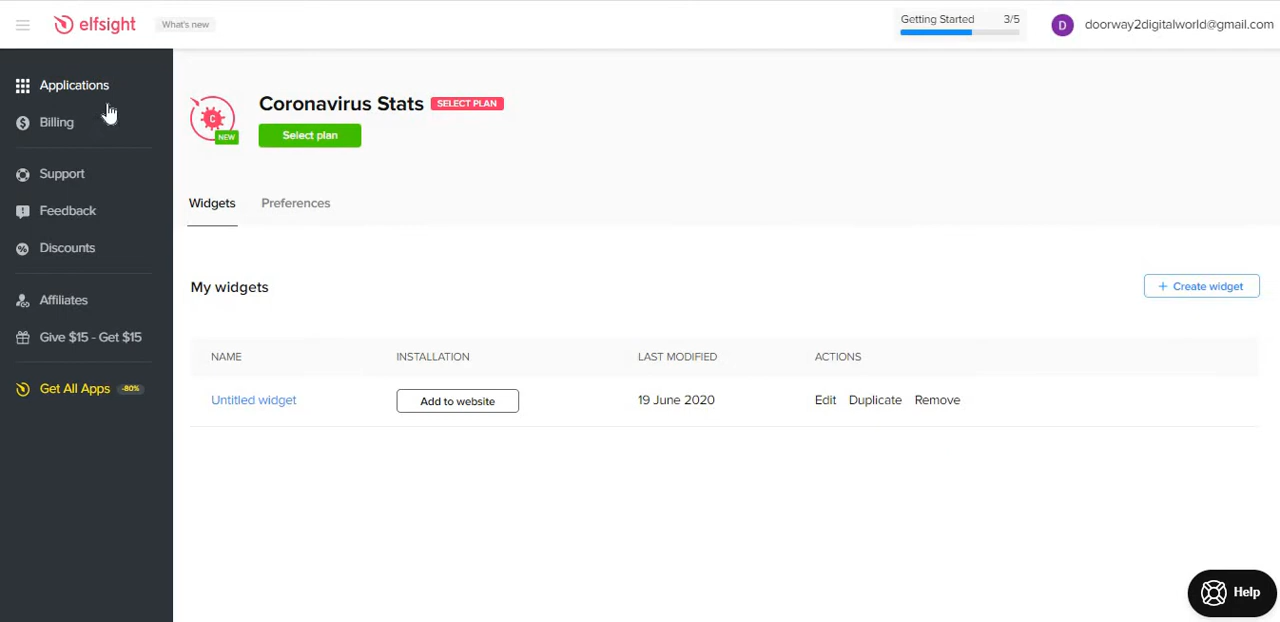 elfsight
What's new
Getting Started 3/5
D
doorway2digitalworld@gmail.com
Applications
Billing
Support
Feedback
Discounts
Affiliates
Give $15 - Get $15
Get All Apps -80%
C
NEW
Coronavirus Stats SELECT PLAN
Select plan
Widgets Preferences
My widgets
+ Create widget
NAME INSTALLATION LAST MODIFIED ACTIONS
Untitled widget Add to website 19 June 2020 Edit Duplicate Remove
Help